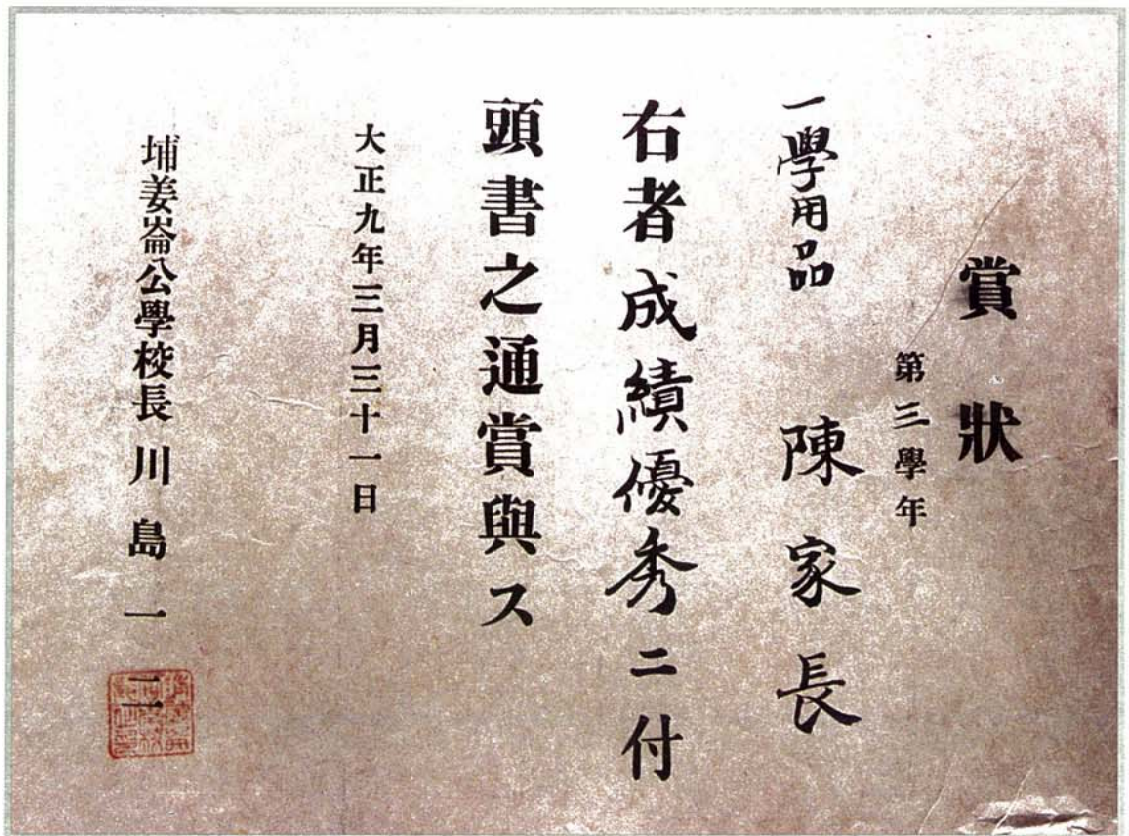 賞狀
第三學年
一學用品 陳家長
右者成績優秀ニ付
頭書之通賞與ス
大正九年三月三十一日
埔姜崙公學校長川島一二